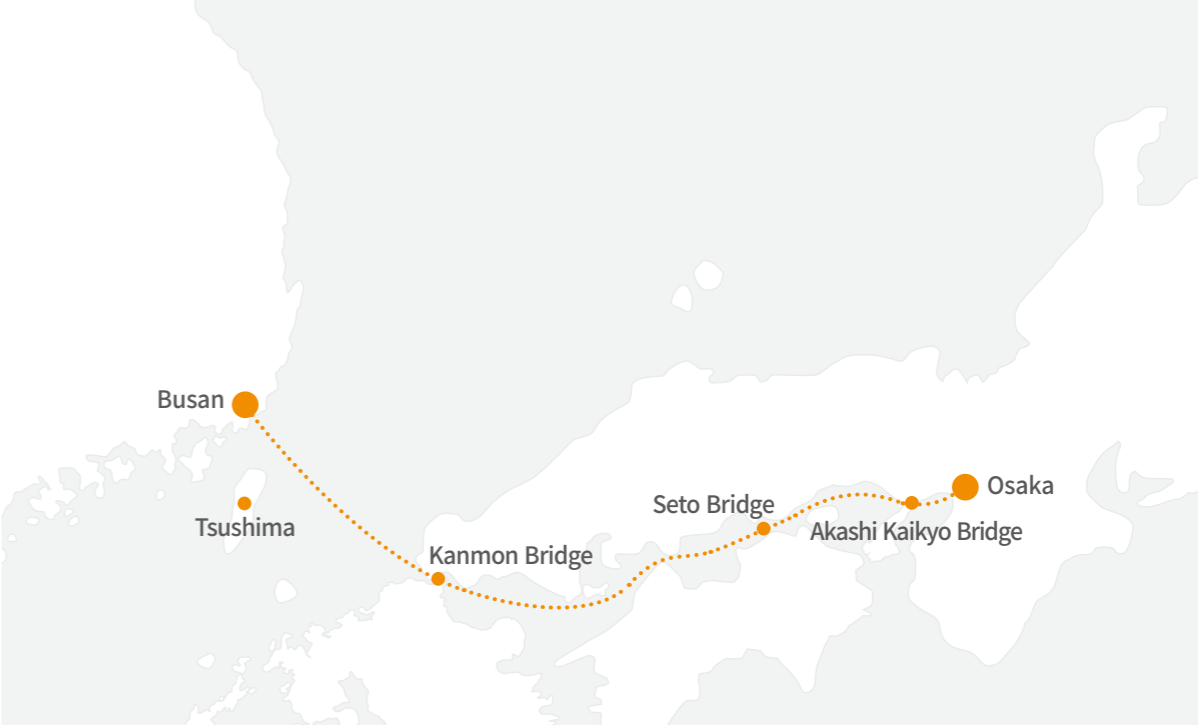 Busan
Tsushima
Kanmon Bridge
Seto Bridge
Osaka
Akashi Kaikyo Bridge